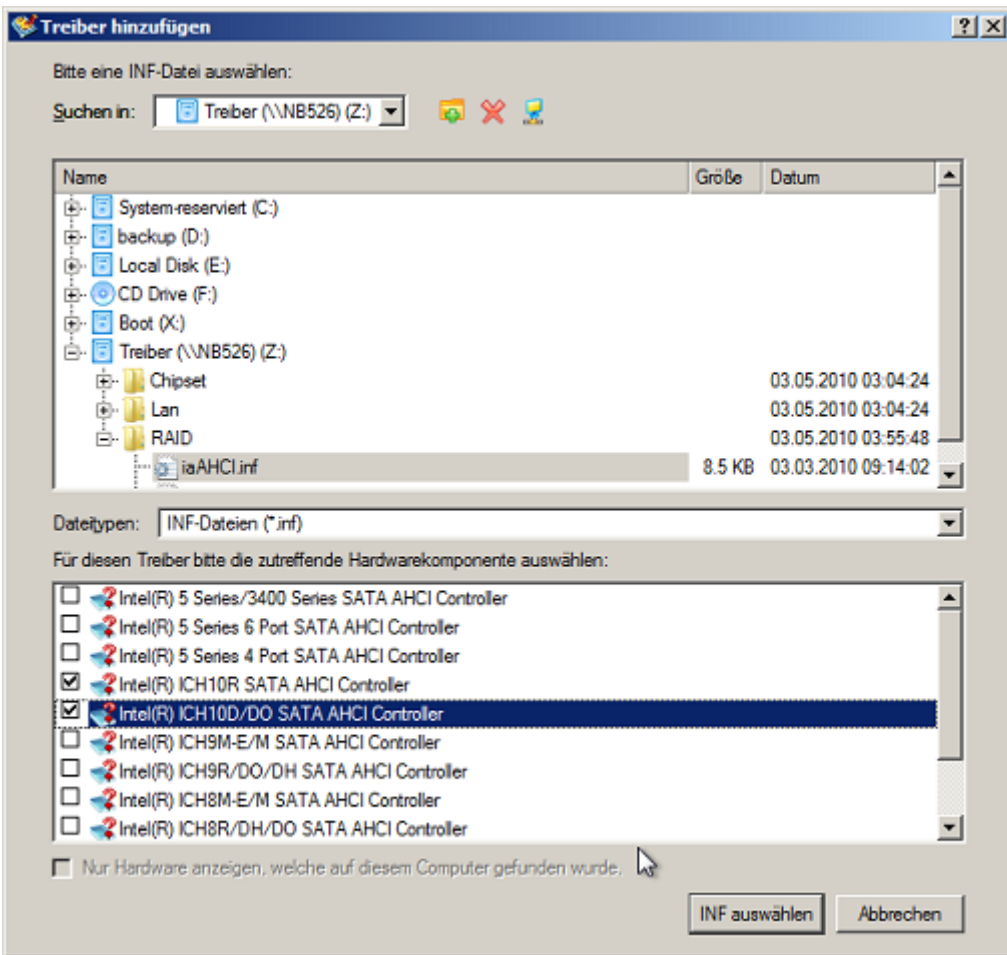 Treiber hinzufügen
Bitte eine INF-Datei auswählen:
Suchen in: Treiber (\\NB526) (Z:)
Name Größe Datum
System-reserviert (C:)
backup (D:)
Local Disk (E:)
CD Drive (F:)
Boot (X:)
Treiber (\\NB526) (Z:)
Chipset 03.05.2010 03:04:24
Lan 03.05.2010 03:04:24
RAID 03.05.2010 03:55:48
iaAHCI.inf 8.5 KB 03.03.2010 09:14:02
Dateitypen: INF-Dateien (*.inf)
Für diesen Treiber bitte die zutreffende Hardwarekomponente auswählen:
Intel(R) 5 Series/3400 Series SATA AHCI Controller
Intel(R) 5 Series 6 Port SATA AHCI Controller
Intel(R) 5 Series 4 Port SATA AHCI Controller
Intel(R) ICH10R SATA AHCI Controller
Intel(R) ICH10D/DO SATA AHCI Controller
Intel(R) ICH9M-E/M SATA AHCI Controller
Intel(R) ICH9R/DO/DH SATA AHCI Controller
Intel(R) ICH8M-E/M SATA AHCI Controller
Intel(R) ICH8R/DH/DO SATA AHCI Controller
Nur Hardware anzeigen, welche auf diesem Computer gefunden wurde.
INF auswählen Abbrechen